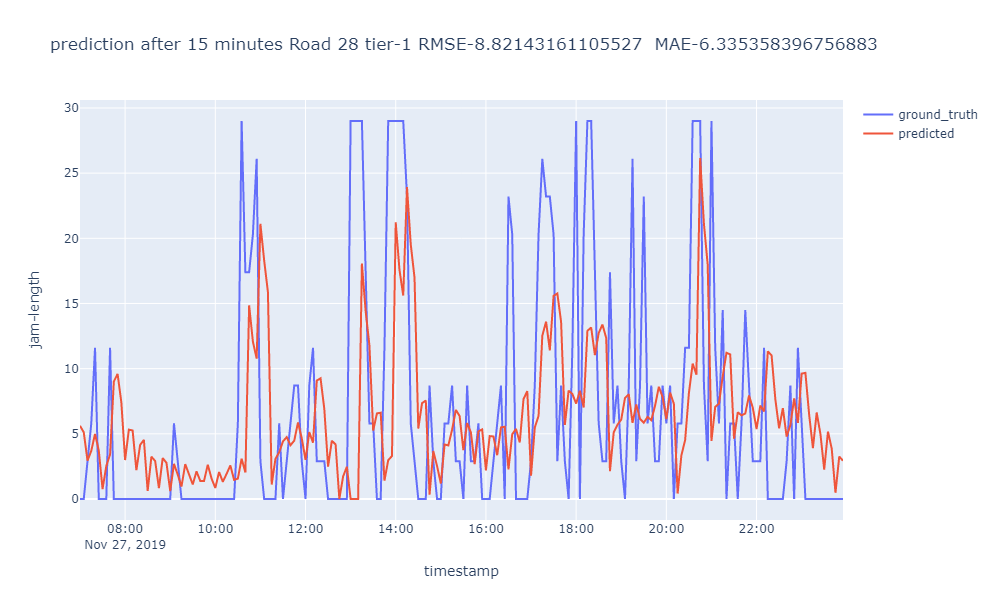 prediction after 15 minutes Road 28 tier-1 RMSE-8.82143161105527  MAE-6.335358396756883
30
25
20
15
10
5
0
jam-length
08:00
10:00
12:00
14:00
16:00
18:00
20:00
22:00
Nov 27, 2019
timestamp
ground_truth
predicted